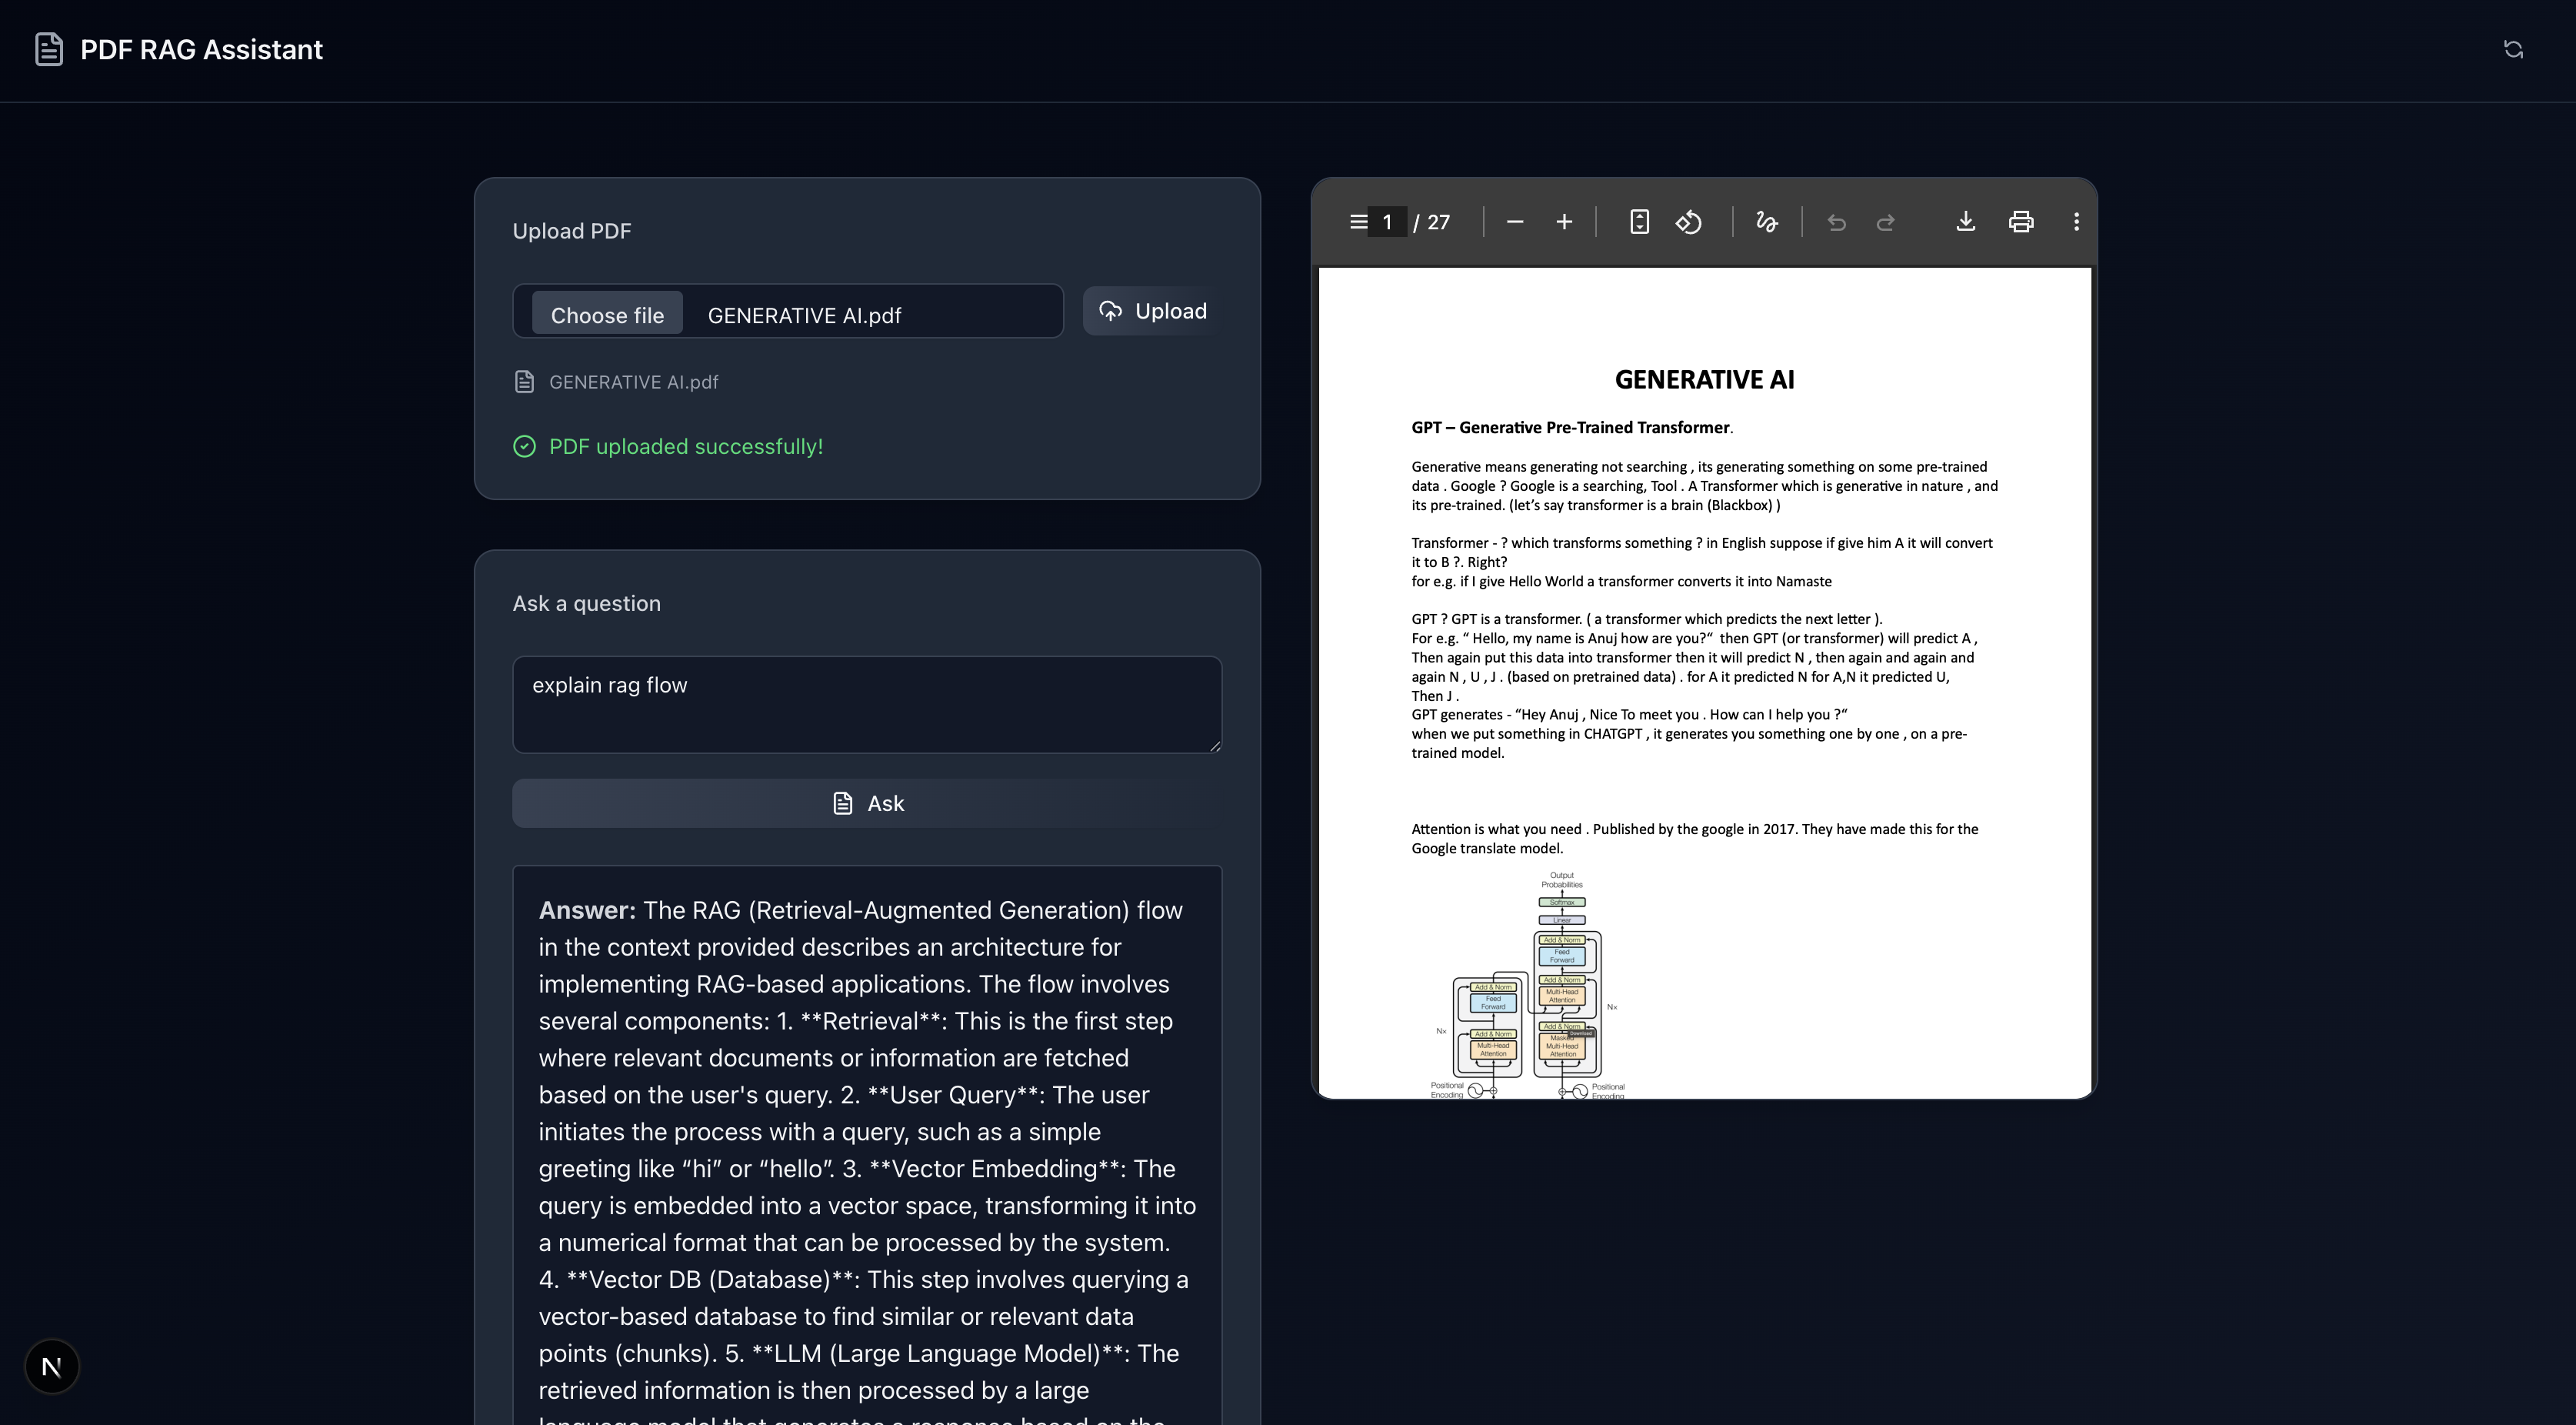 PDF RAG Assistant
Upload PDF
Choose file GENERATIVE AI.pdf
Upload
GENERATIVE AI.pdf
PDF uploaded successfully!
Ask a question
explain rag flow
Ask
Answer: The RAG (Retrieval-Augmented Generation) flow
in the context provided describes an architecture for
implementing RAG-based applications. The flow involves
several components: 1. **Retrieval**: This is the first step
where relevant documents or information are fetched
based on the user's query. 2. **User Query**: The user
initiates the process with a query, such as a simple
greeting like “hi” or “hello”. 3. **Vector Embedding**: The
query is embedded into a vector space, transforming it into
a numerical format that can be processed by the system.
4. **Vector DB (Database)**: This step involves querying a
vector-based database to find similar or relevant data
points (chunks). 5. **LLM (Large Language Model)**: The
retrieved information is then processed by a large
language model that generates a response based on the
N
1 / 27
GENERATIVE AI
GPT – Generative Pre-Trained Transformer.
Generative means generating not searching , its generating something on some pre-trained
data . Google ? Google is a searching, Tool . A Transformer which is generative in nature , and
its pre-trained. (let’s say transformer is a brain (Blackbox) )
Transformer - ? which transforms something ? in English suppose if give him A it will convert
it to B ?. Right?
for e.g. if I give Hello World a transformer converts it into Namaste
GPT ? GPT is a transformer. ( a transformer which predicts the next letter ).
For e.g. “ Hello, my name is Anuj how are you?“ then GPT (or transformer) will predict A ,
Then again put this data into transformer then it will predict N , then again and again and
again N , U , J . (based on pretrained data) . for A it predicted N for A,N it predicted U,
Then J .
GPT generates - “Hey Anuj , Nice To meet you . How can I help you ?“
when we put something in CHATGPT , it generates you something one by one , on a pre-
trained model.
Attention is what you need . Published by the google in 2017. They have made this for the
Google translate model.
Output
Probabilities
Softmax
Linear
Add & Norm
Feed
Forward
Add & Norm
Multi-Head
Attention
Nx
Add & Norm
Download
Masked
Multi-Head
Attention
Add & Norm
Feed
Forward
Nx
Add & Norm
Multi-Head
Attention
Positional
Encoding
Positional
Encoding